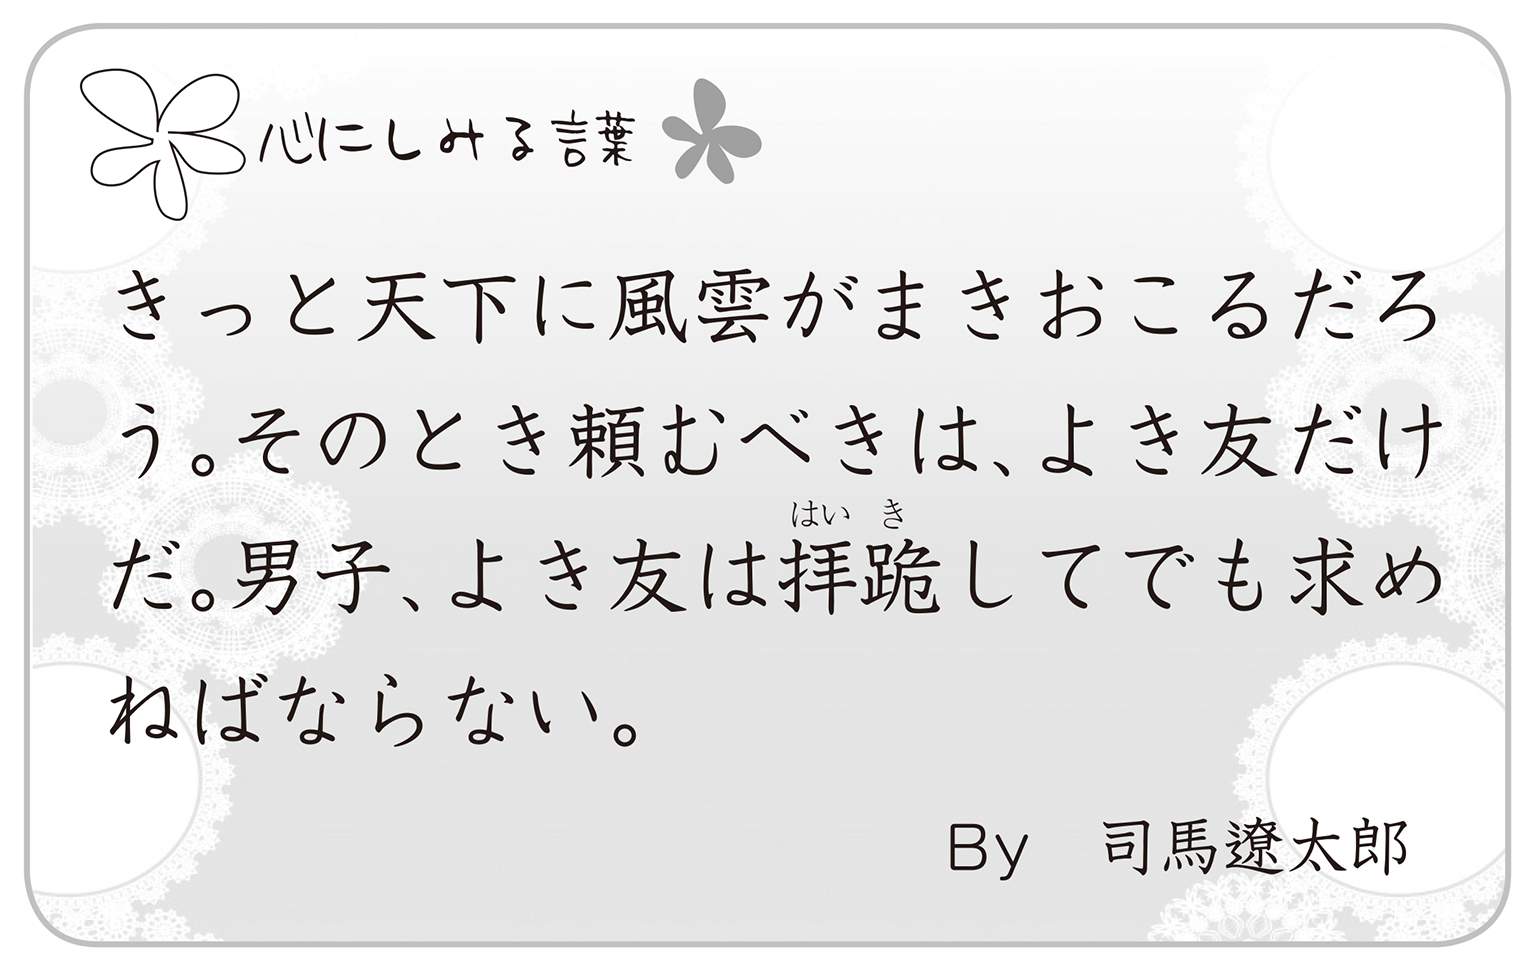 心にしみる言葉
きっと天下に風雲がまきおこるだろ
う。そのとき頼むべきは、よき友だけ
だ。男子、よき友は拝跪してでも求め
はいき
ねばならない。
By 司馬遼太郎